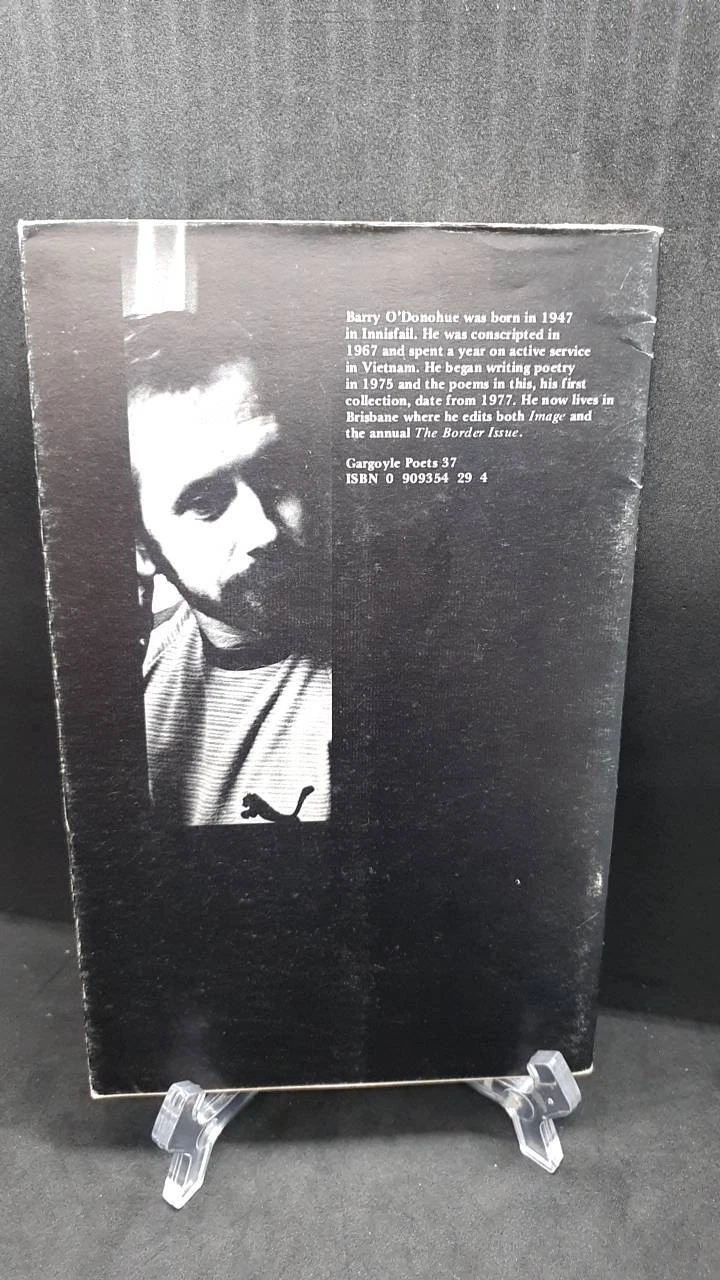 Barry O'Donohue was born in 1947
in Innisfail. He was conscripted in
1967 and spent a year on active service
in Vietnam. He began writing poetry
in 1975 and the poems in this, his first
collection, date from 1977. He now lives in
Brisbane where he edits both Image and
the annual The Border Issue.
Gargoyle Poets 37
ISBN 0 909354 29 4